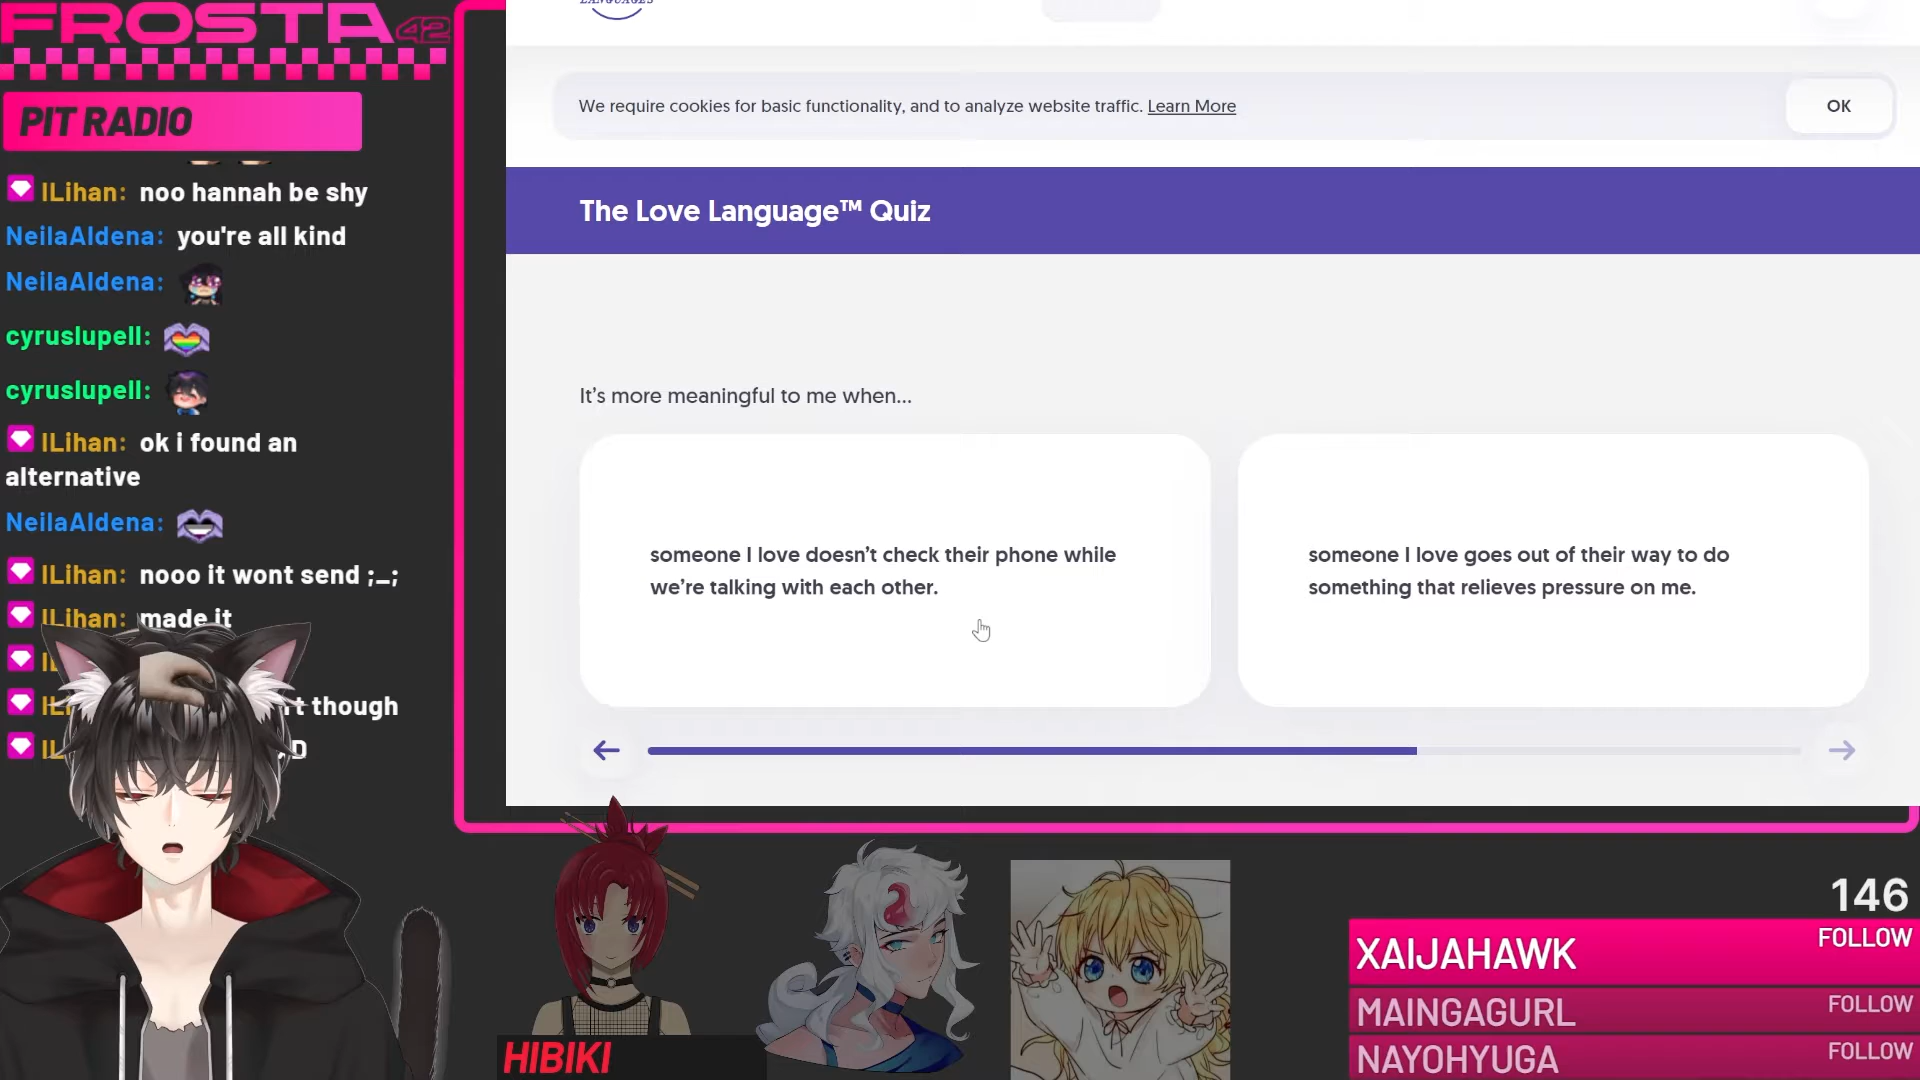 FROSTA42
PIT RADIO
ILihan: noo hannah be shy
NeilaAldena: you're all kind
NeilaAldena:
cyruslupell:
cyruslupell:
ILihan: ok i found an
alternative
NeilaAldena:
ILihan: nooo it wont send ;_;
ILihan: made it
though
LANGUAGES
We require cookies for basic functionality, and to analyze website traffic. Learn More
OK
The Love Language™ Quiz
It's more meaningful to me when...
someone I love doesn't check their phone while
we're talking with each other.
someone I love goes out of their way to do
something that relieves pressure on me.
HIBIKI
146
XAIJAHAWK FOLLOW
MAINGAGURL FOLLOW
NAYOHYUGA FOLLOW